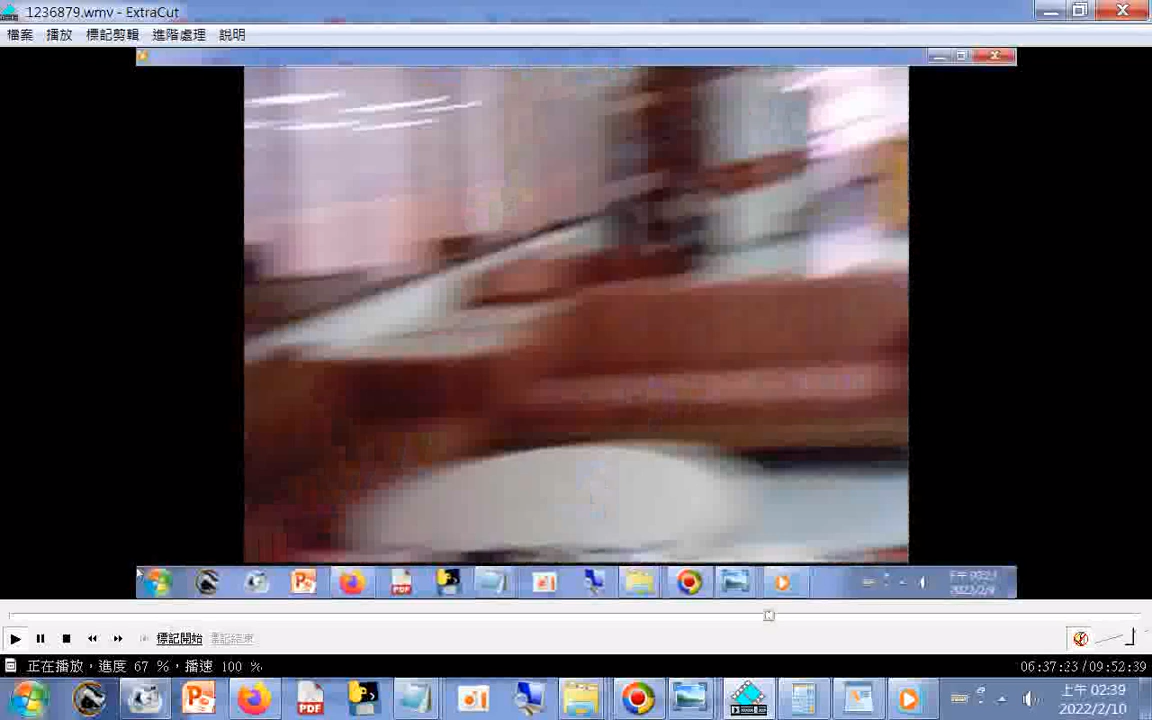 1236879.wmv - ExtraCut
檔案 播放 標記剪輯 進階處理 說明
標記開始 標記結束
正在播放，進度 67 %，播速 100 %
06:37:33 / 09:52:39
PDF
PDF
上午 02:39
2022/2/10